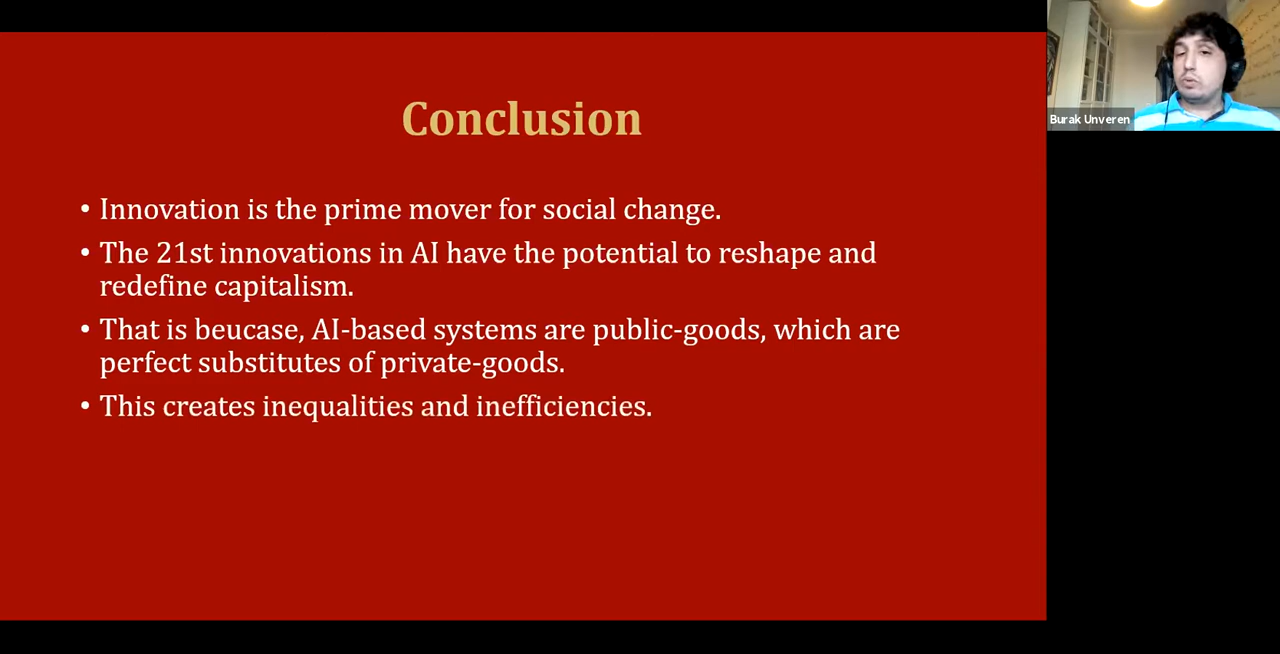 Conclusion
• Innovation is the prime mover for social change.
• The 21st innovations in AI have the potential to reshape and
redefine capitalism.
• That is beucase, AI-based systems are public-goods, which are
perfect substitutes of private-goods.
• This creates inequalities and inefficiencies.
Burak Unveren